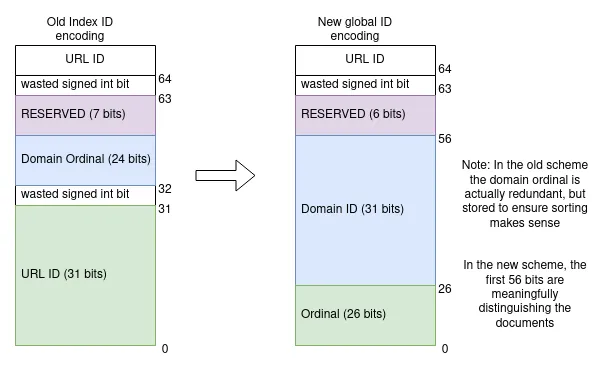 Old Index ID
encoding
URL ID
64
wasted signed int bit
63
RESERVED (7 bits)
Domain Ordinal (24 bits)
32
wasted signed int bit
31
URL ID (31 bits)
0
New global ID
encoding
URL ID
64
wasted signed int bit
63
RESERVED (6 bits)
56
Domain ID (31 bits)
26
Ordinal (26 bits)
0
Note: In the old scheme
the domain ordinal is
actually redundant, but
stored to ensure sorting
makes sense
In the new scheme, the
first 56 bits are
meaningfully
distinguishing the
documents